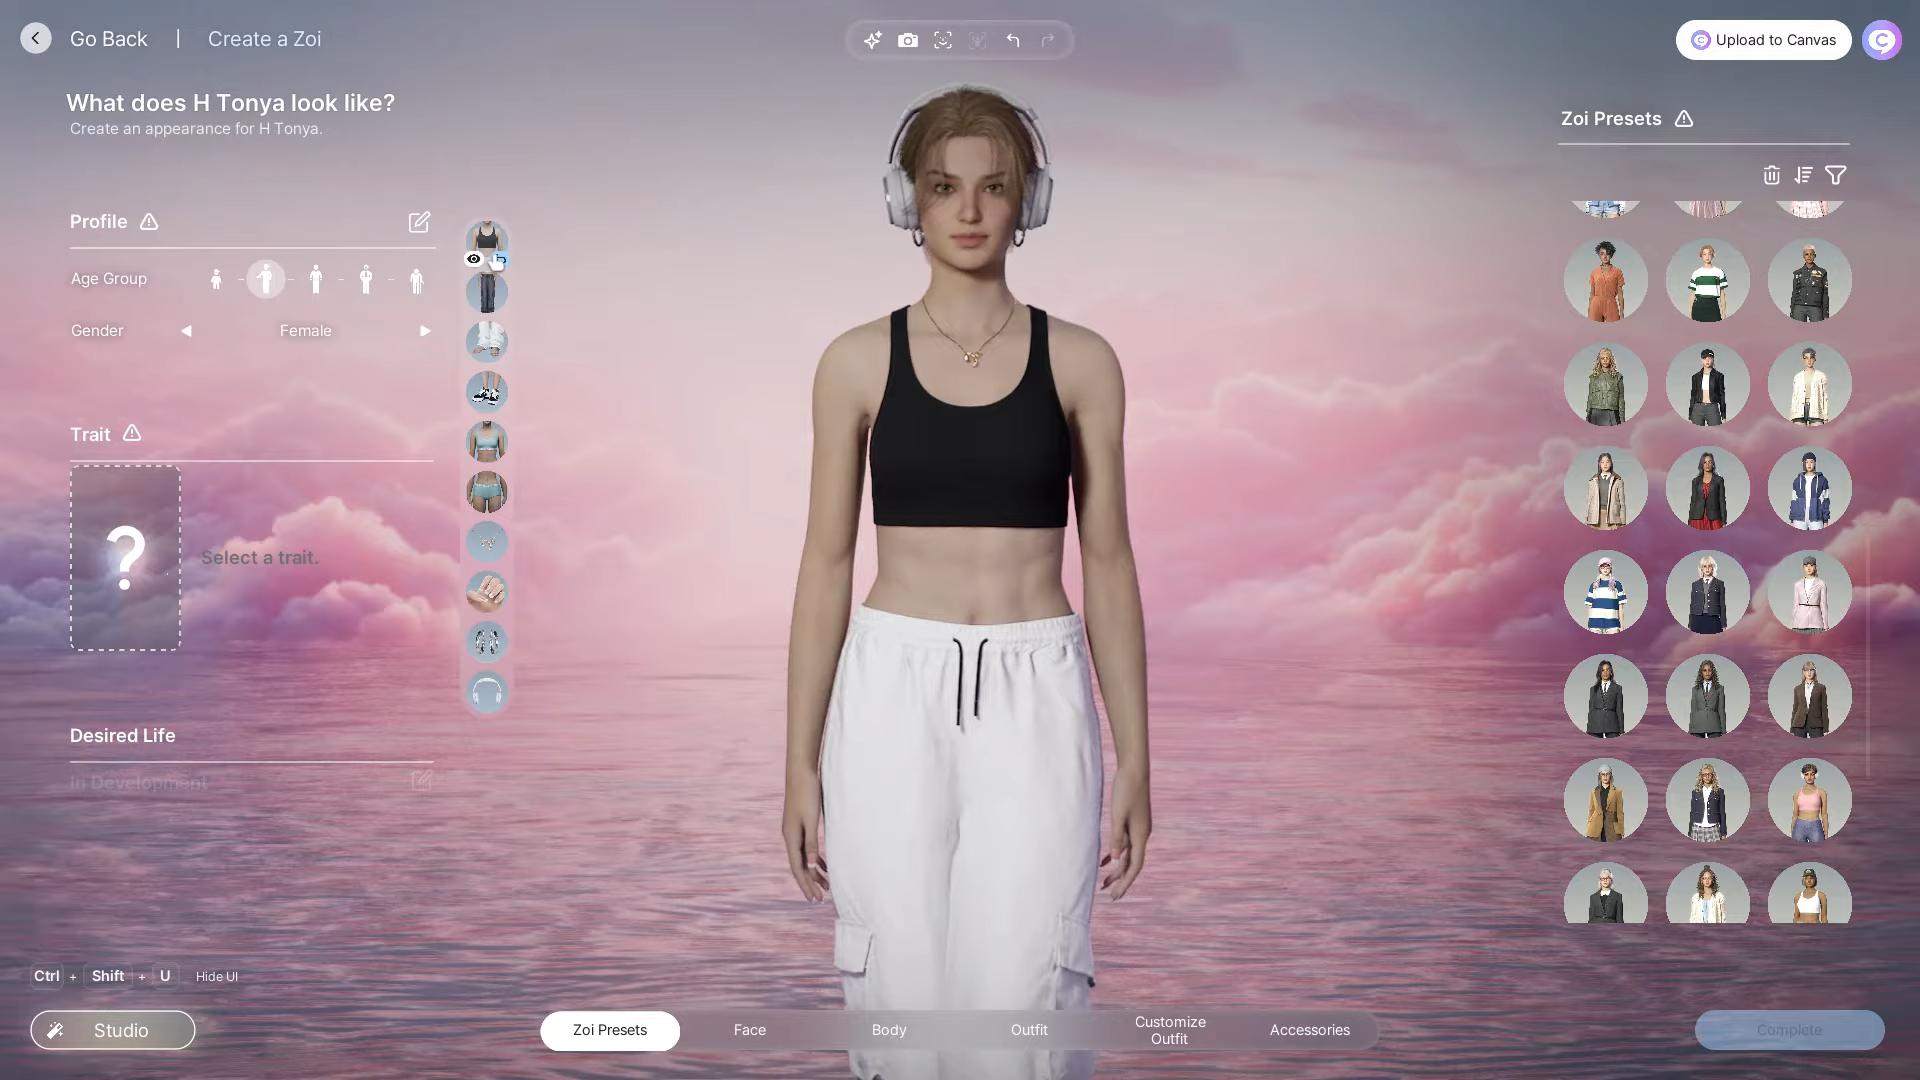 Go Back | Create a Zoi
Upload to Canvas
What does H Tonya look like?
Create an appearance for H Tonya.
Profile
Age Group
Gender
Female
Trait
?
Select a trait.
Desired Life
In Development
Zoi Presets
Ctrl + Shift + U Hide UI
Studio
Zoi Presets
Face
Body
Outfit
Customize
Outfit
Accessories
Complete